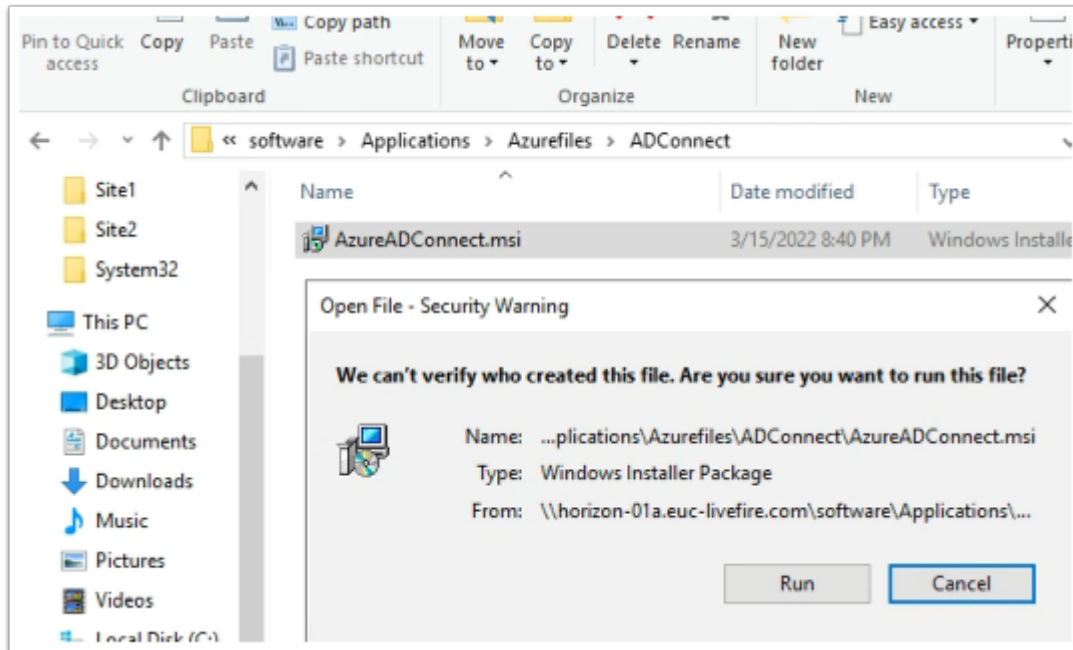 Copy path
Easy access
Pin to Quick access
Copy
Paste
Paste shortcut
Move to
Copy to
Delete
Rename
New folder
Clipboard
Organize
New
« software > Applications > Azurefiles > ADConnect
Site1
Site2
System32
This PC
3D Objects
Desktop
Documents
Downloads
Music
Pictures
Videos
Local Disk (C:)
Name
Date modified
Type
AzureADConnect.msi
3/15/2022 8:40 PM
Windows Installe
Open File - Security Warning
We can't verify who created this file. Are you sure you want to run this file?
Name: ...plications\Azurefiles\ADConnect\AzureADConnect.msi
Type: Windows Installer Package
From: \\horizon-01a.euc-livefire.com\software\Applications\...
Run
Cancel